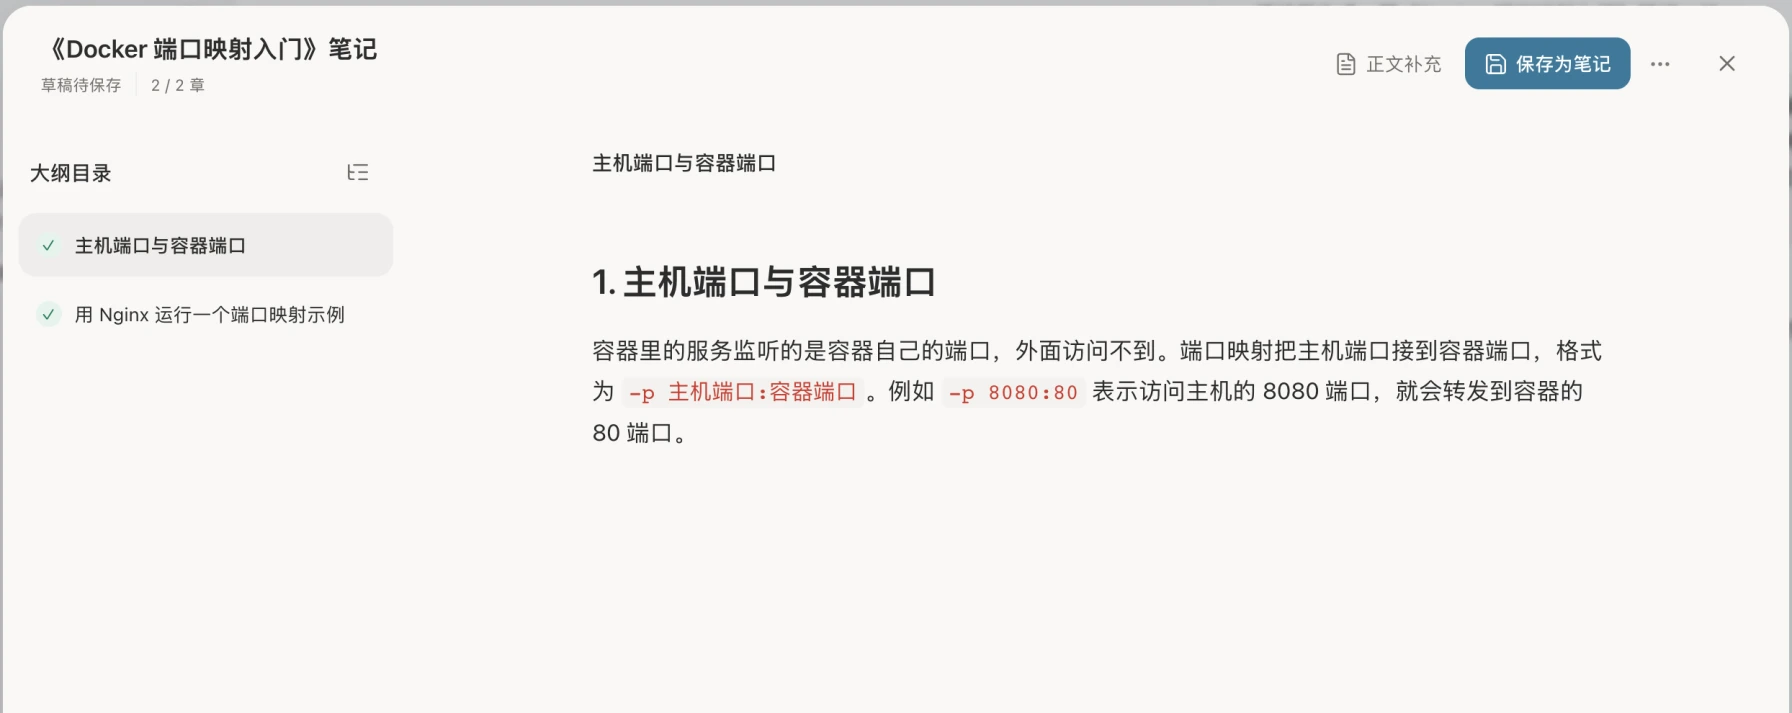 《Docker 端口映射入门》笔记
草稿待保存 2 / 2 章
正文补充
保存为笔记
大纲目录
主机端口与容器端口
用 Nginx 运行一个端口映射示例
主机端口与容器端口
1. 主机端口与容器端口
容器里的服务监听的是容器自己的端口，外面访问不到。端口映射把主机端口接到容器端口，格式
为 -p 主机端口:容器端口 。例如 -p 8080:80 表示访问主机的 8080 端口，就会转发到容器的
80 端口。